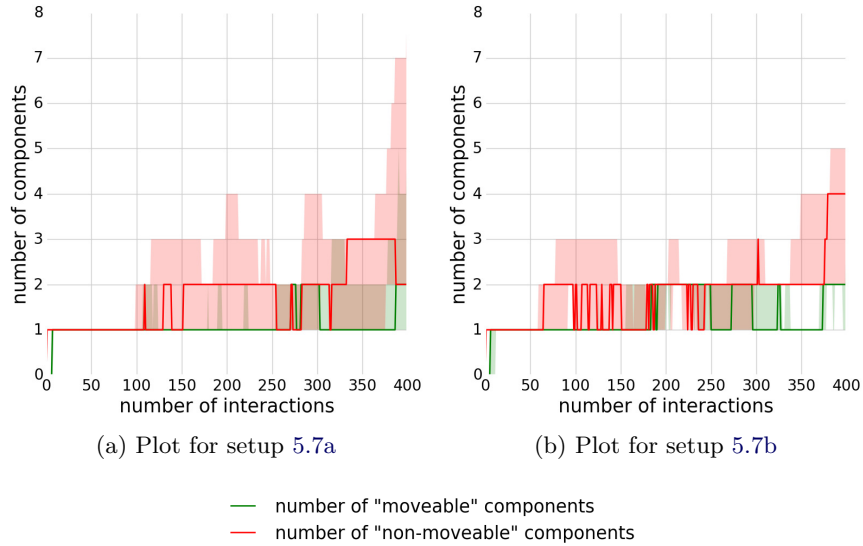 8
7
6
5
4
3
2
1
0
number of components
0 50 100 150 200 250 300 350 400
number of interactions
(a) Plot for setup 5.7a
8
7
6
5
4
3
2
1
0
number of components
0 50 100 150 200 250 300 350 400
number of interactions
(b) Plot for setup 5.7b
number of "moveable" components
number of "non-moveable" components